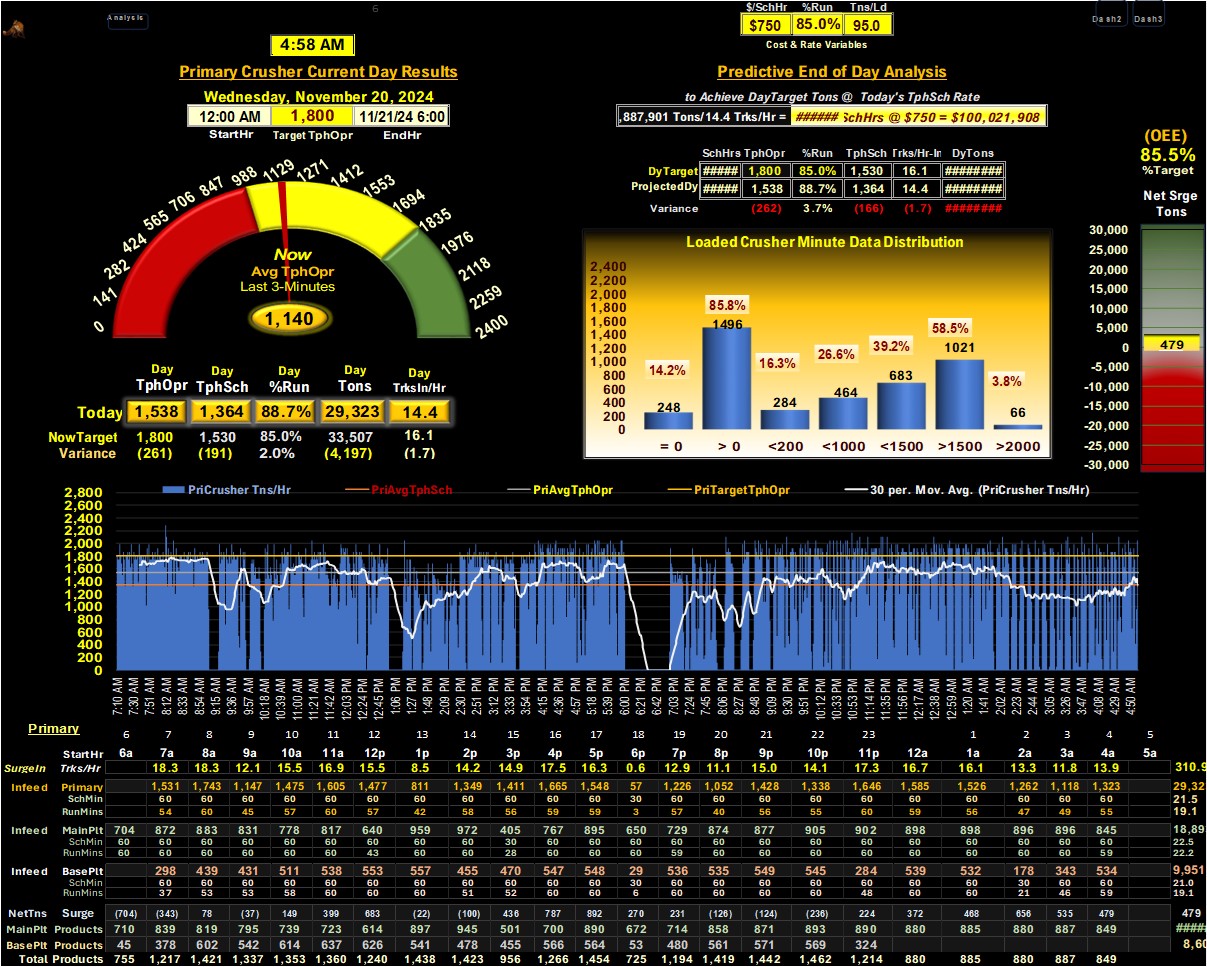 6
Analysis
$/SchHr %Run Tns/Ld
$750 85.0% 95.0
Cost & Rate Variables
Dash2 Dash3
4:58 AM
Primary Crusher Current Day Results
Wednesday, November 20, 2024
12:00 AM 1,800 11/21/24 6:00
StartHr Target TphOpr EndHr
Predictive End of Day Analysis
to Achieve DayTarget Tons @ Today's TphSch Rate
,887,901 Tons/14.4 Trks/Hr = ###### SchHrs @ $750 = $100,021,908
SchHrs TphOpr %Run TphSch Trks/Hr-In DyTons
DyTarget ##### 1,800 85.0% 1,530 16.1 ########
ProjectedDy ##### 1,538 88.7% 1,364 14.4 ########
Variance (262) 3.7% (166) (1.7) ########
(OEE)
85.5%
%Target
Net Srge
Tons
30,000
25,000
20,000
15,000
10,000
5,000
0
-5,000
-10,000
-15,000
-20,000
-25,000
-30,000
479
0 141 282 424 565 706 847 988 1129 1271 1412 1553 1694 1835 1976 2118 2259 2400
Now
Avg TphOpr
Last 3-Minutes
1,140
Day Day Day Day Day
TphOpr TphSch %Run Tons TrksIn/Hr
Today 1,538 1,364 88.7% 29,323 14.4
NowTarget 1,800 1,530 85.0% 33,507 16.1
Variance (261) (191) 2.0% (4,197) (1.7)
Loaded Crusher Minute Data Distribution
2,400
2,200
2,000
1,800
1,600
1,400
1,200
1,000
800
600
400
200
0
14.2% 85.8% 16.3% 26.6% 39.2% 58.5% 3.8%
248 1496 284 464 683 1021 66
= 0 > 0 <200 <1000 <1500 >1500 >2000
PriCrusher Tns/Hr PriAvgTphSch PriAvgTphOpr PriTargetTphOpr 30 per. Mov. Avg. (PriCrusher Tns/Hr)
2,800
2,600
2,400
2,200
2,000
1,800
1,600
1,400
1,200
1,000
800
600
400
200
0
7:10 AM 7:30 AM 7:51 AM 8:12 AM 8:33 AM 8:54 AM 9:15 AM 9:36 AM 9:57 AM 10:18 AM 10:39 AM 11:00 AM 11:21 AM 11:42 AM 12:03 PM 12:24 PM 12:45 PM 1:06 PM 1:27 PM 1:48 PM 2:09 PM 2:30 PM 2:51 PM 3:12 PM 3:33 PM 3:54 PM 4:15 PM 4:36 PM 4:57 PM 5:18 PM 5:39 PM 6:00 PM 6:21 PM 6:42 PM 7:03 PM 7:24 PM 7:45 PM 8:06 PM 8:27 PM 8:48 PM 9:09 PM 9:30 PM 9:51 PM 10:12 PM 10:33 PM 10:53 PM 11:14 PM 11:35 PM 11:56 PM 12:17 AM 12:38 AM 12:59 AM 1:20 AM 1:41 AM 2:02 AM 2:23 AM 2:44 AM 3:05 AM 3:26 AM 3:47 AM 4:08 AM 4:29 AM 4:50 AM
Primary 6 7 8 9 10 11 12 13 14 15 16 17 18 19 20 21 22 23 1 2 3 4 5
StartHr 6a 7a 8a 9a 10a 11a 12p 1p 2p 3p 4p 5p 6p 7p 8p 9p 10p 11p 12a 1a 2a 3a 4a 5a
SurgeIn Trks/Hr 18.3 18.3 12.1 15.5 16.9 15.5 8.5 14.2 14.9 17.5 16.3 0.6 12.9 11.1 15.0 14.1 17.3 16.7 16.1 13.3 11.8 13.9 310.9
Infeed Primary 1,531 1,743 1,147 1,475 1,605 1,477 811 1,349 1,411 1,665 1,548 57 1,226 1,052 1,428 1,338 1,646 1,585 1,526 1,262 1,118 1,323 29,32
SchMin 60 60 60 60 60 60 60 60 60 60 60 30 60 60 60 60 60 60 60 60 60 60 21.5
RunMins 54 60 45 57 60 57 42 58 56 59 59 3 57 40 56 55 60 59 56 47 49 55 19.1
Infeed MainPlt 704 872 883 831 778 817 640 959 972 405 767 895 650 729 874 877 905 902 898 898 896 896 845 18,893
SchMin 60 60 60 60 60 60 60 60 60 30 60 60 60 60 60 60 60 60 60 60 60 60 60 22.5
RunMins 60 60 60 60 60 60 43 60 60 28 60 60 60 59 60 60 60 60 60 60 60 60 59 22.2
Infeed BasePlt 298 439 431 511 538 553 557 455 470 547 548 29 536 535 549 545 284 539 532 178 343 534 9,951
SchMin 60 60 60 60 60 60 60 60 60 60 60 30 60 60 60 60 60 60 60 30 60 60 21.0
RunMins 37 53 53 58 60 60 60 51 52 60 60 6 60 60 60 60 48 60 60 21 46 59 19.1
NetTns Surge (704) (343) 78 (37) 149 399 683 (22) (100) 436 787 892 270 231 (126) (124) (236) 224 372 468 656 535 479 479
MainPlt Products 710 839 819 795 739 723 614 897 945 501 700 890 672 714 858 871 893 890 880 885 880 887 849 #####
BasePlt Products 45 378 602 542 614 637 626 541 478 455 566 564 53 480 561 571 569 324 8,60
Total Products 755 1,217 1,421 1,337 1,353 1,360 1,240 1,438 1,423 956 1,266 1,454 725 1,194 1,419 1,442 1,462 1,214 880 885 880 887 849